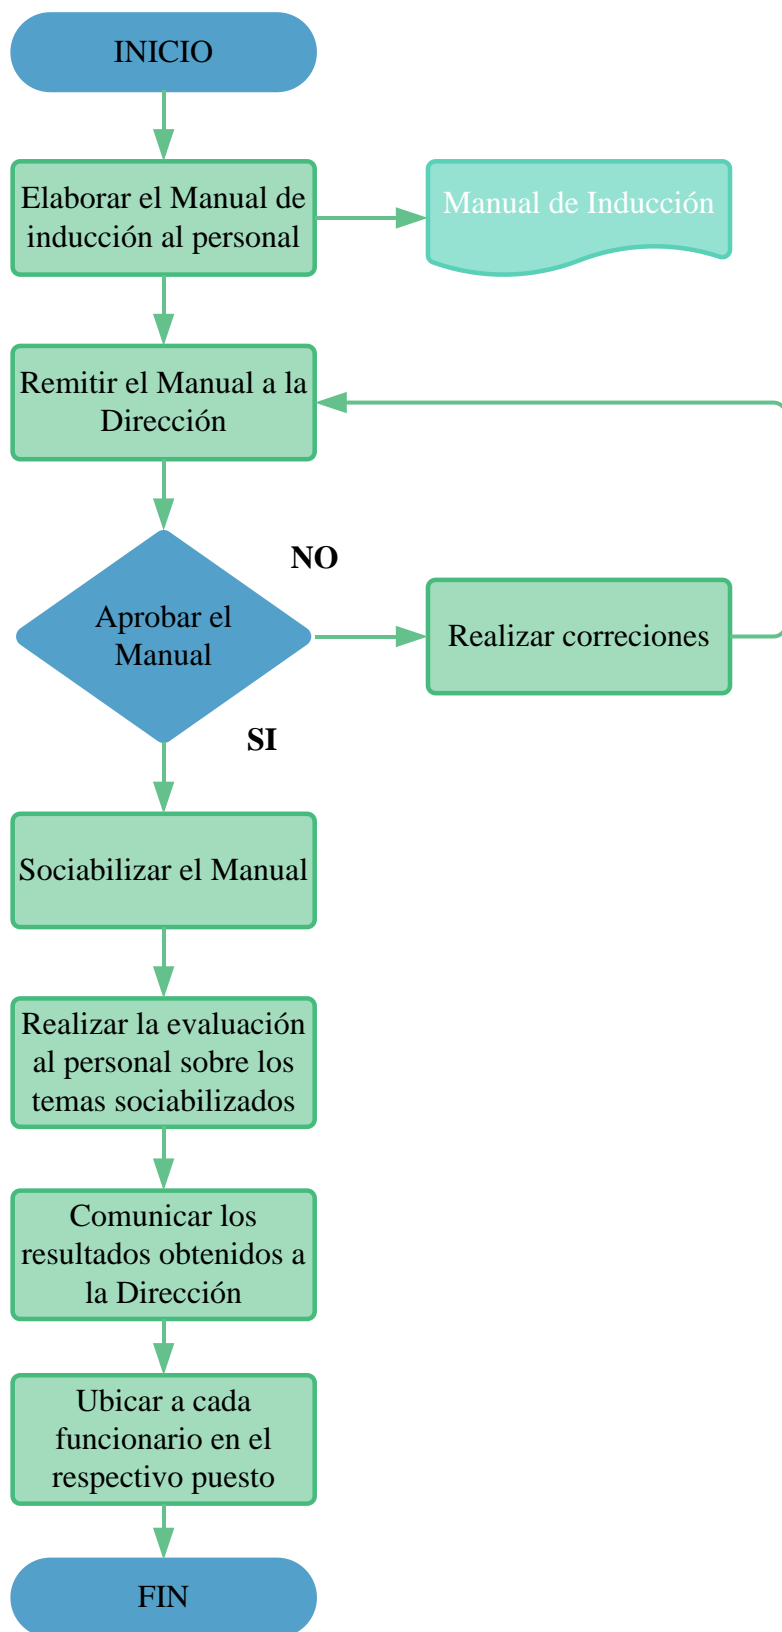 INICIO
Elaborar el Manual de
inducción al personal
Manual de Inducción
Remitir el Manual a la
Dirección
NO
Aprobar el
Manual
Realizar correciones
SI
Sociabilizar el Manual
Realizar la evaluación
al personal sobre los
temas sociabilizados
Comunicar los
resultados obtenidos a
la Dirección
Ubicar a cada
funcionario en el
respectivo puesto
FIN